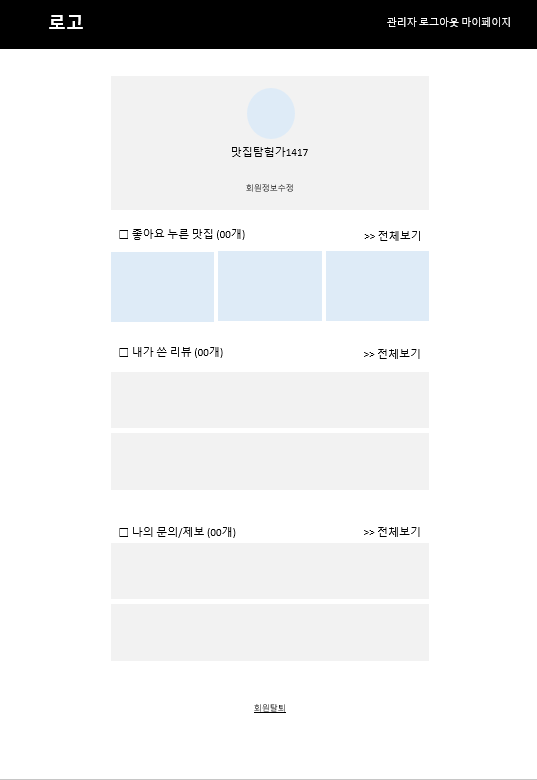 로고
관리자 로그아웃 마이페이지
맛집탐험가1417
회원정보수정
□ 좋아요 누른 맛집 (00개)
>> 전체보기
□ 내가 쓴 리뷰 (00개)
>> 전체보기
□ 나의 문의/제보 (00개)
>> 전체보기
회원탈퇴